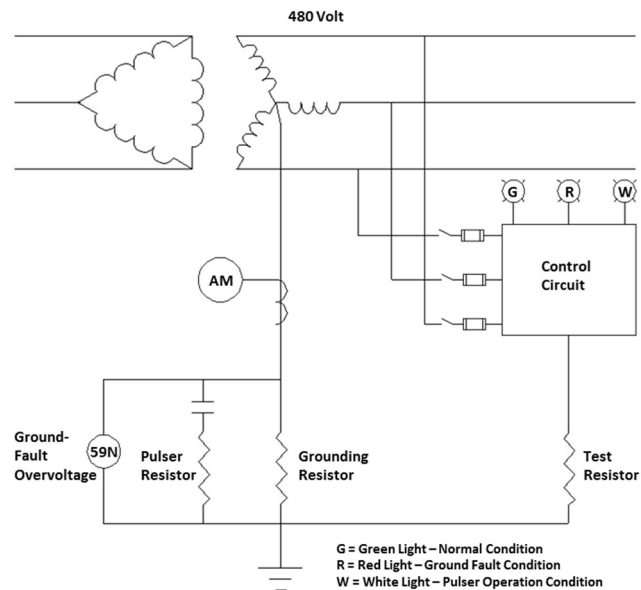 480 Volt
G
R
W
AM
Control
Circuit
Ground-
Fault
Overvoltage
59N
Pulser
Resistor
Grounding
Resistor
Test
Resistor
G = Green Light – Normal Condition
R = Red Light – Ground Fault Condition
W = White Light – Pulser Operation Condition